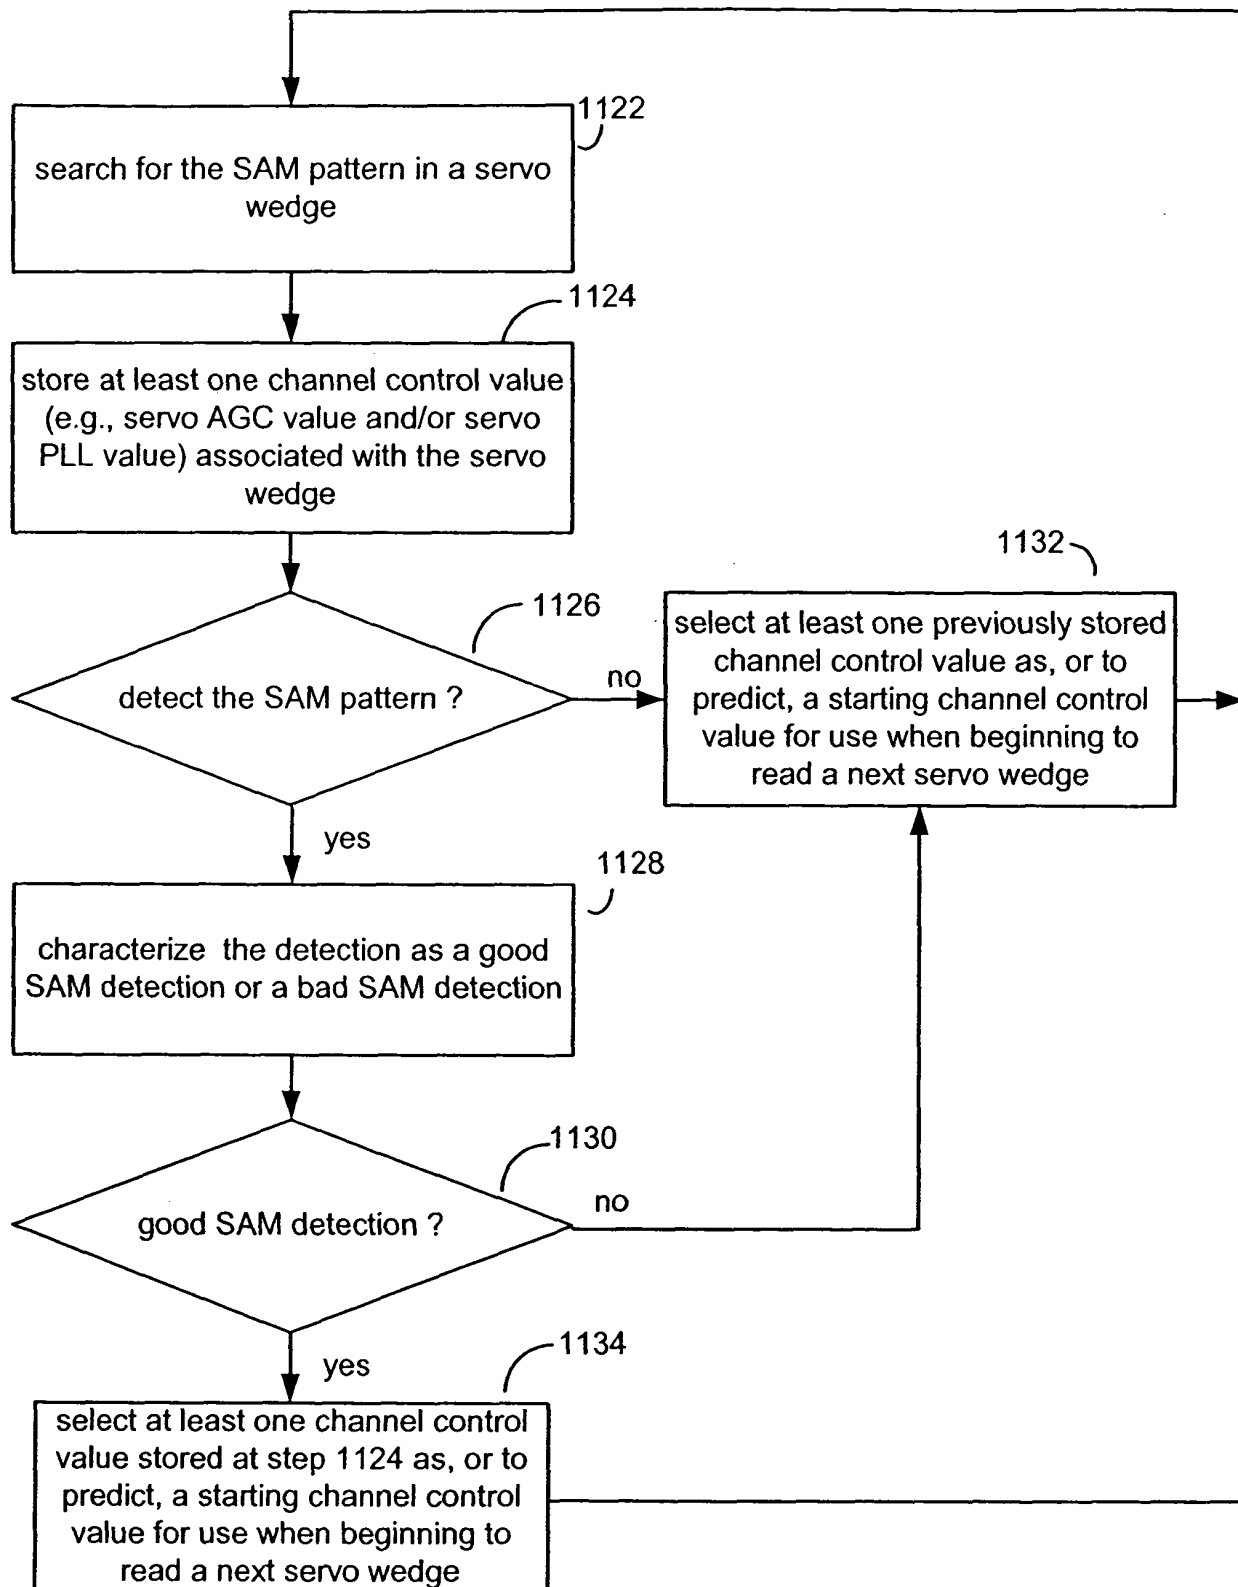 1122
search for the SAM pattern in a servo
wedge
1124
store at least one channel control value
(e.g., servo AGC value and/or servo
PLL value) associated with the servo
wedge
1126
detect the SAM pattern ?
no
yes
1132
select at least one previously stored
channel control value as, or to
predict, a starting channel control
value for use when beginning to
read a next servo wedge
1128
characterize the detection as a good
SAM detection or a bad SAM detection
1130
good SAM detection ?
no
yes
1134
select at least one channel control
value stored at step 1124 as, or to
predict, a starting channel control
value for use when beginning to
read a next servo wedge